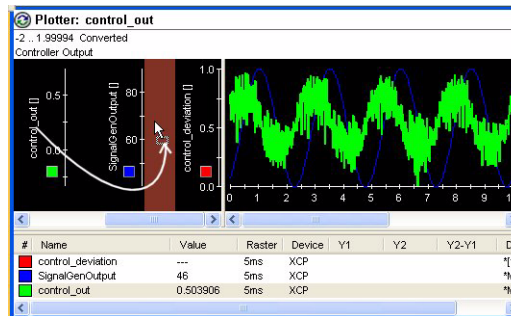 Plotter: control_out
-2 .. 1.99994 Converted
Controller Output
control_out []
0.5
0.0
SignalGenOutput []
80
60
control_deviation []
1.0
0.5
0.0
0 1 2 3 4 5 6 7 8 9
# Name Value Raster Device Y1 Y2 Y2-Y1
control_deviation --- 5ms XCP
SignalGenOutput 46 5ms XCP
control_out 0.503906 5ms XCP